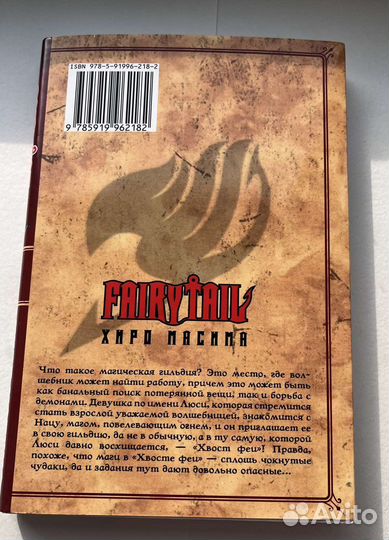 ISBN 978-5-91996-218-2
9 785919 962182
FAIRY TAIL
ХИРО МАСИМА
Что такое магическая гильдия? Это место, где вол-
шебник может найти работу, причем это может быть
как банальный поиск потерянной вещи, так и борьба с
демонами. Девушка по имени Люси, которая стремится
стать взрослой уважаемой волшебницей, знакомится с
Нацу, магом, повелевающим огнем, и он приглашает ее
в свою гильдию, да не в обычную, а в ту самую, которой
Люси давно восхищается, — «Хвост феи»! Правда,
похоже, что маги в «Хвосте феи» — сплошь чокнутые
чудаки, да и задания тут дают довольно опасные...
Avito